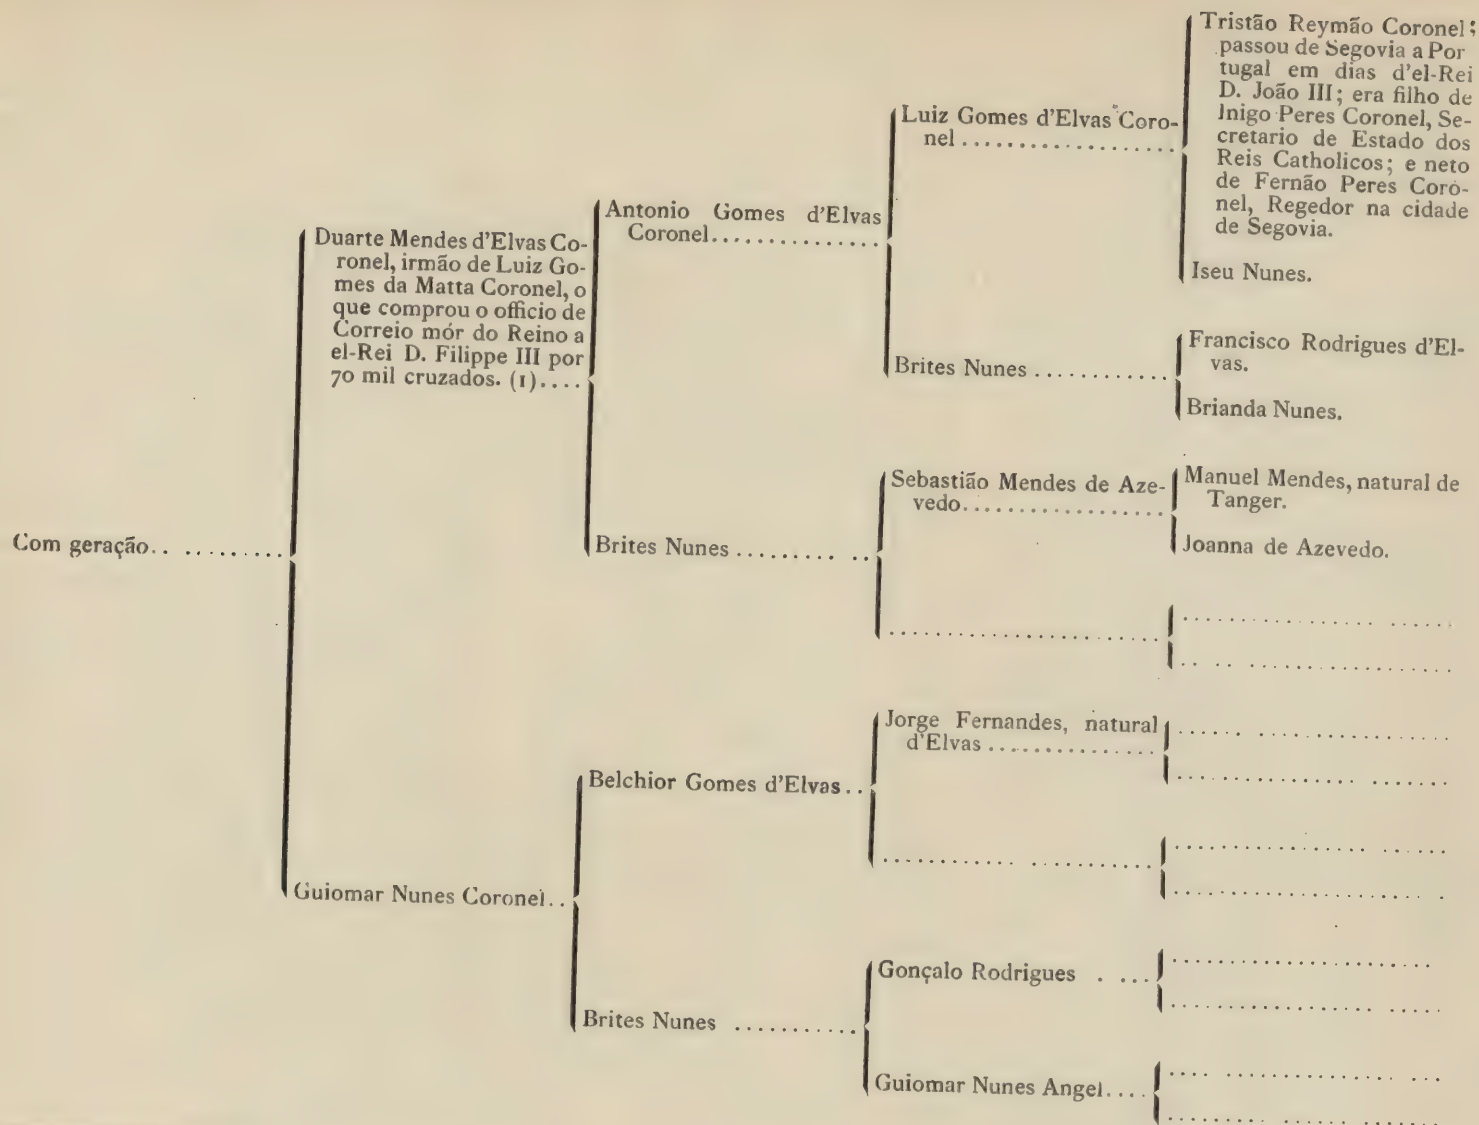 Com geração.. ..........
Duarte Mendes d'Elvas Co-
ronel, irmão de Luiz Go-
mes da Matta Coronel, o
que comprou o officio de
Correio mór do Reino a
el-Rei D. Filippe III por
70 mil cruzados. (1)....
Guiomar Nunes Coronel..
Antonio Gomes d'Elvas
Coronel...............
Brites Nunes ......... ..
Belchior Gomes d'Elvas..
Brites Nunes ...........
Luiz Gomes d'Elvas Coro-
nel ...................
Brites Nunes ............
Sebastião Mendes de Aze-
vedo..................
........................
Jorge Fernandes, natural
d'Elvas ...............
............ ...........
Gonçalo Rodrigues . ...
Guiomar Nunes Angel....
Tristão Reymão Coronel;
passou de Segovia a Por
tugal em dias d'el-Rei
D. João III; era filho de
Inigo Peres Coronel, Se-
cretario de Estado dos
Reis Catholicos; e neto
de Fernão Peres Coro-
nel, Regedor na cidade
de Segovia.
Iseu Nunes.
Francisco Rodrigues d'El-
vas.
Brianda Nunes.
Manuel Mendes, natural de
Tanger.
Joanna de Azevedo.
................. ......
.. .. ..................
...... .................
................ .......
................. ......
....................... .
.......................
................. ......
.... ............. ...
......... ...... .......